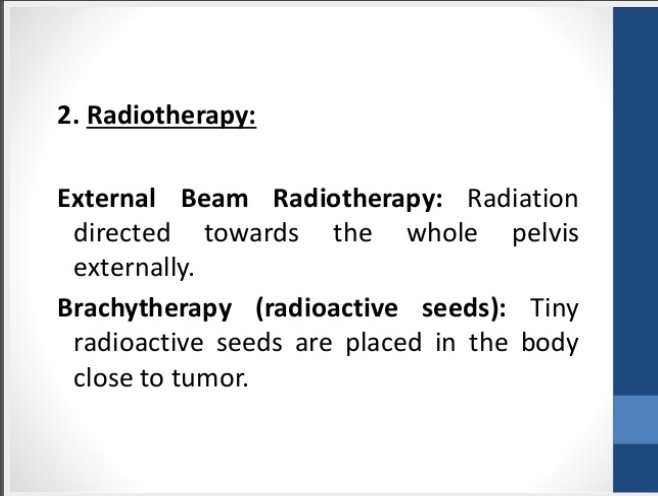 2. Radiotherapy:
External Beam Radiotherapy: Radiation
directed towards the whole pelvis
externally.
Brachytherapy (radioactive seeds): Tiny
radioactive seeds are placed in the body
close to tumor.